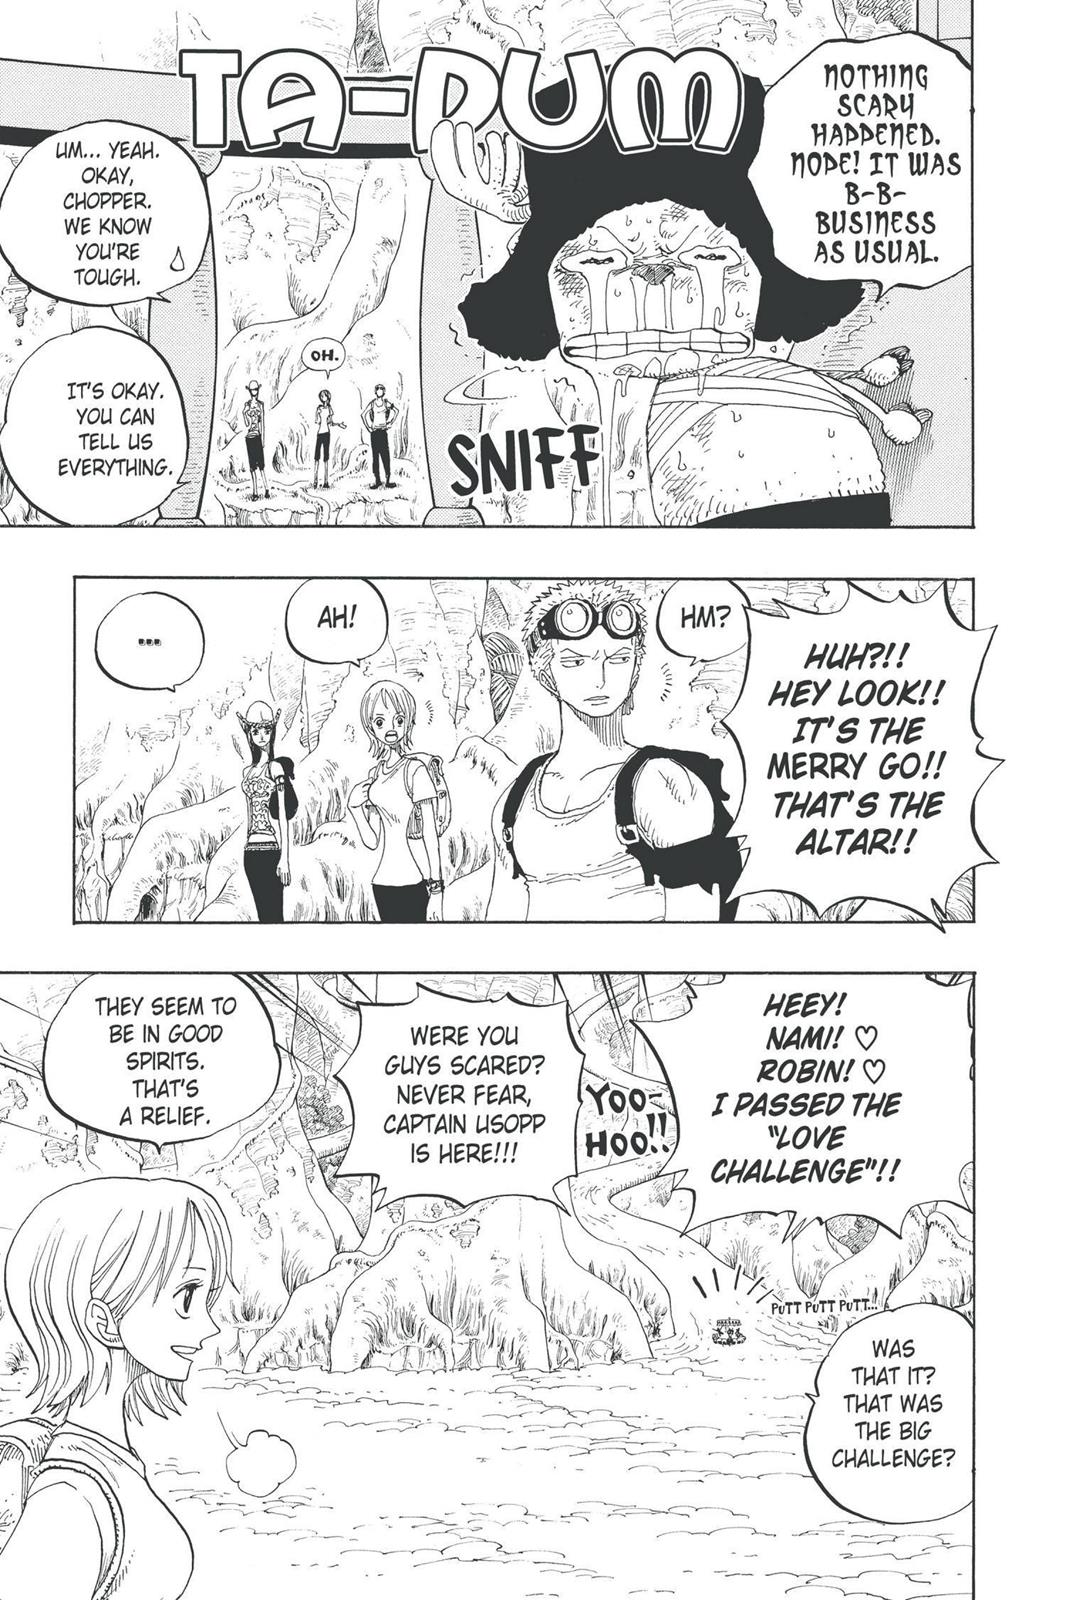 TA-DUM
NOTHING
SCARY
HAPPENED.
NOPE! IT WAS
B-B-
BUSINESS
AS USUAL.
UM... YEAH.
OKAY,
CHOPPER.
WE KNOW
YOU'RE
TOUGH.
OH.
IT'S OKAY.
YOU CAN
TELL US
EVERYTHING.
SNIFF
HUH?!!
HEY LOOK!!
IT'S THE
MERRY GO!!
THAT'S THE
ALTAR!!
HM?
AH!
...
HEEY!
NAMI! ♡
ROBIN! ♡
I PASSED THE
"LOVE
CHALLENGE"!!
YOO-
HOO!!
WERE YOU
GUYS SCARED?
NEVER FEAR,
CAPTAIN USOPP
IS HERE!!!
THEY SEEM TO
BE IN GOOD
SPIRITS.
THAT'S
A RELIEF.
PUTT PUTT PUTT...
WAS
THAT IT?
THAT WAS
THE BIG
CHALLENGE?